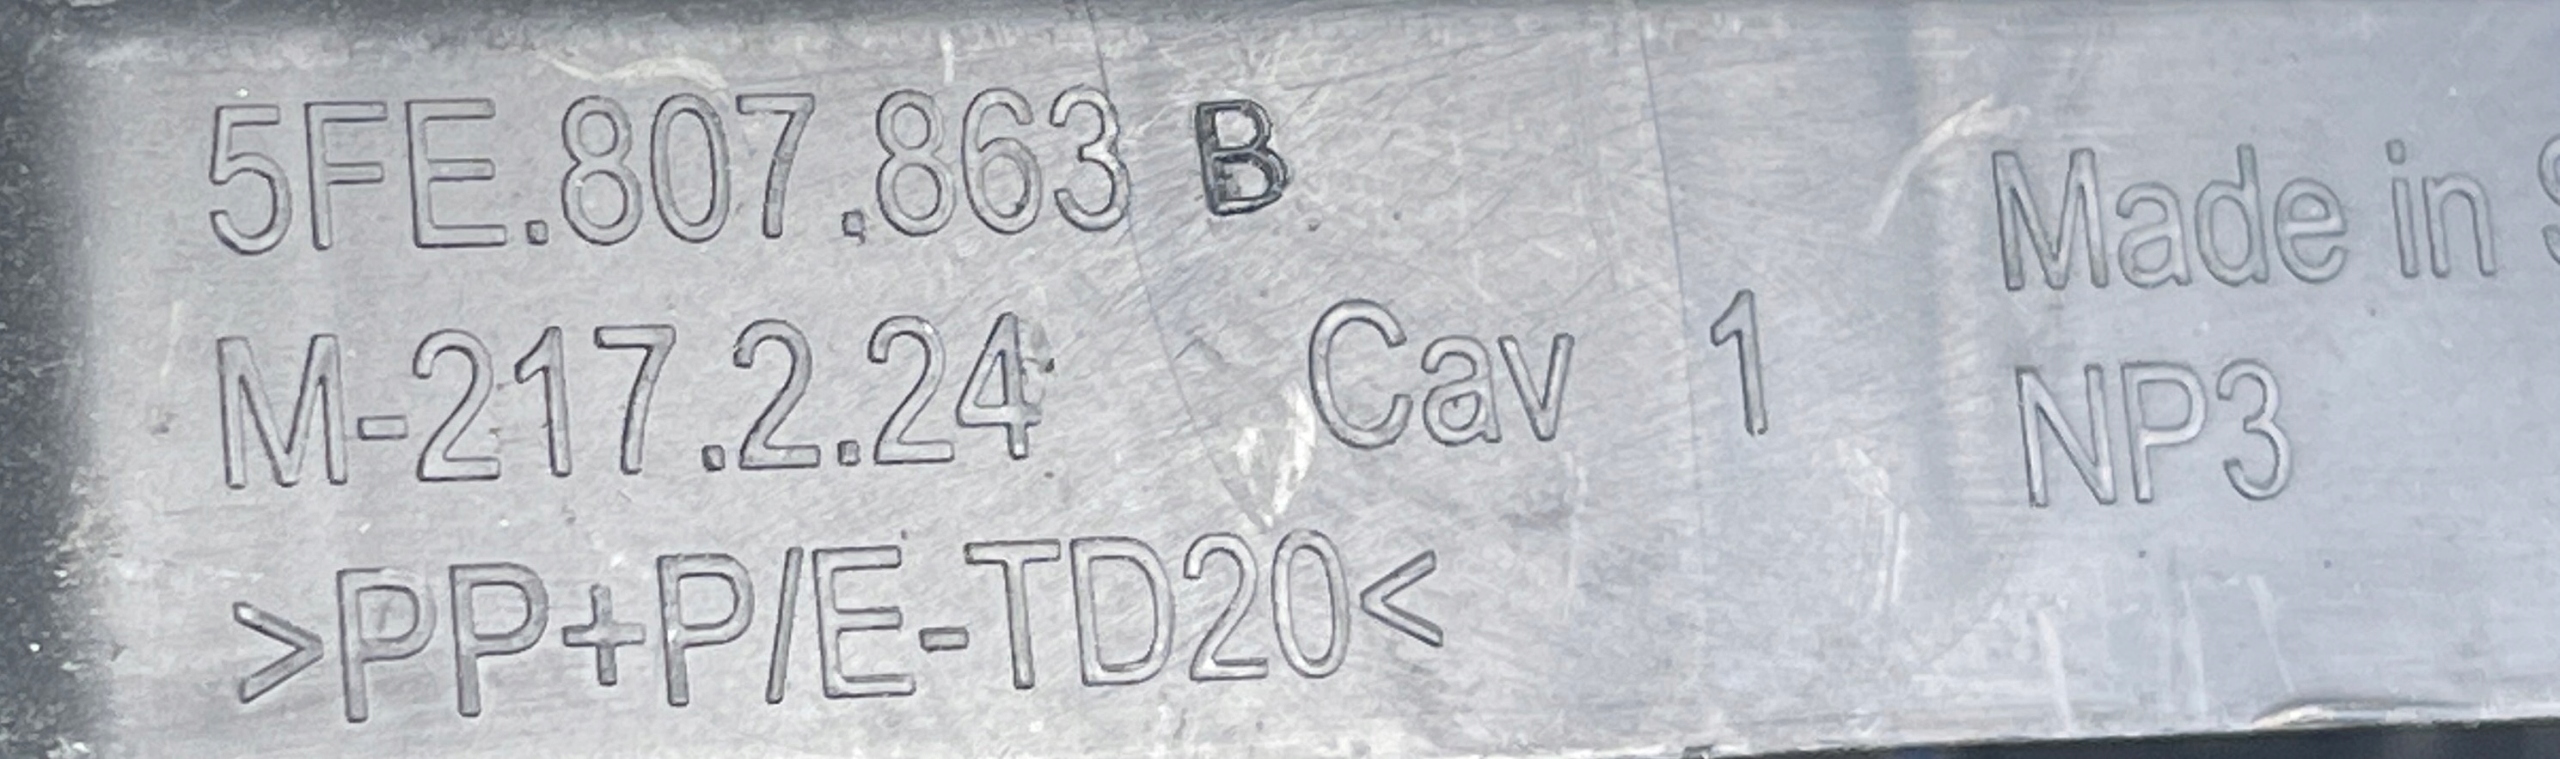 5FE.807.863 B
M-217.2.24 Cav 1
>PP+P/E-TD20<
Made in
NP3